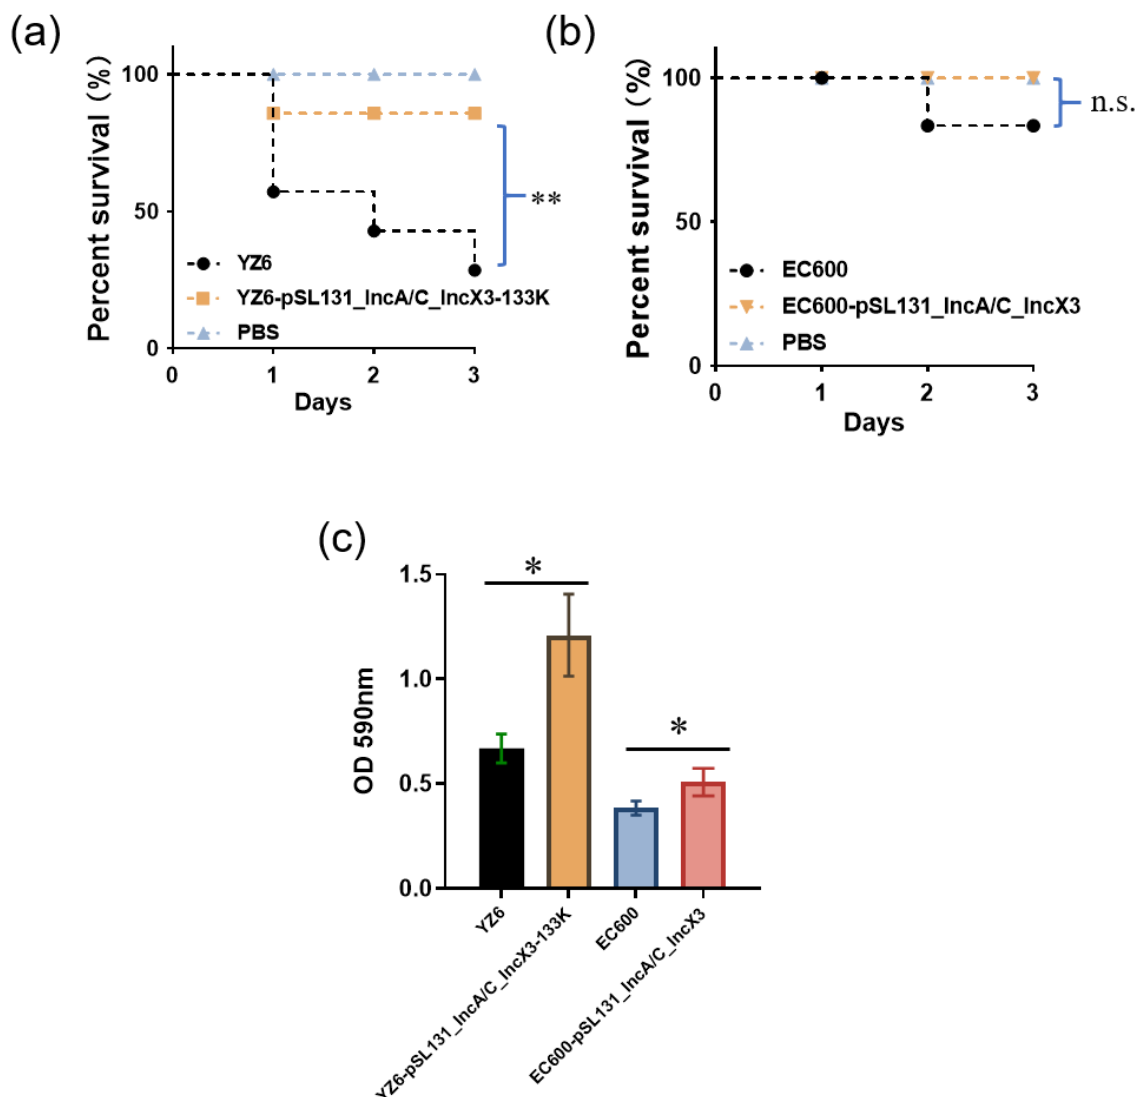 (a)
Percent survival (%)
100
50
0
YZ6
YZ6-pSL131_IncA/C_IncX3-133K
PBS
**
0 1 2 3
Days
(b)
Percent survival (%)
100
50
0
EC600
EC600-pSL131_IncA/C_IncX3
PBS
n.s.
0 1 2 3
Days
(c)
OD 590nm
1.5
1.0
0.5
0.0
*
*
YZ6
YZ6-pSL131_IncA/C_IncX3-133K
EC600
EC600-pSL131_IncA/C_IncX3